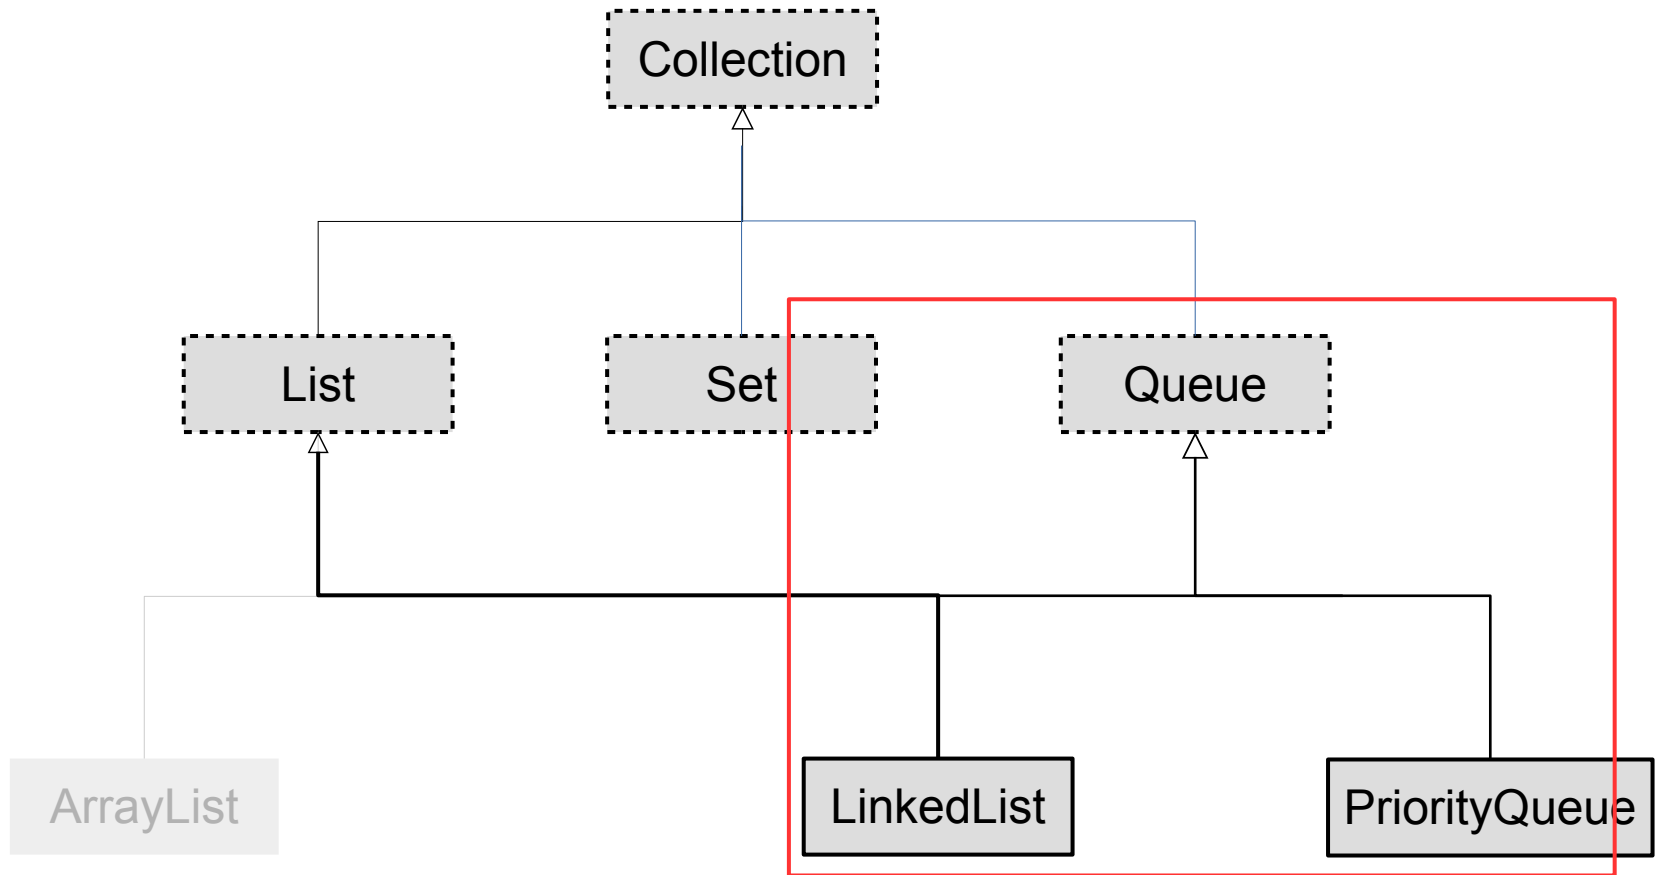 Collection
List
Set
Queue
ArrayList
LinkedList
PriorityQueue